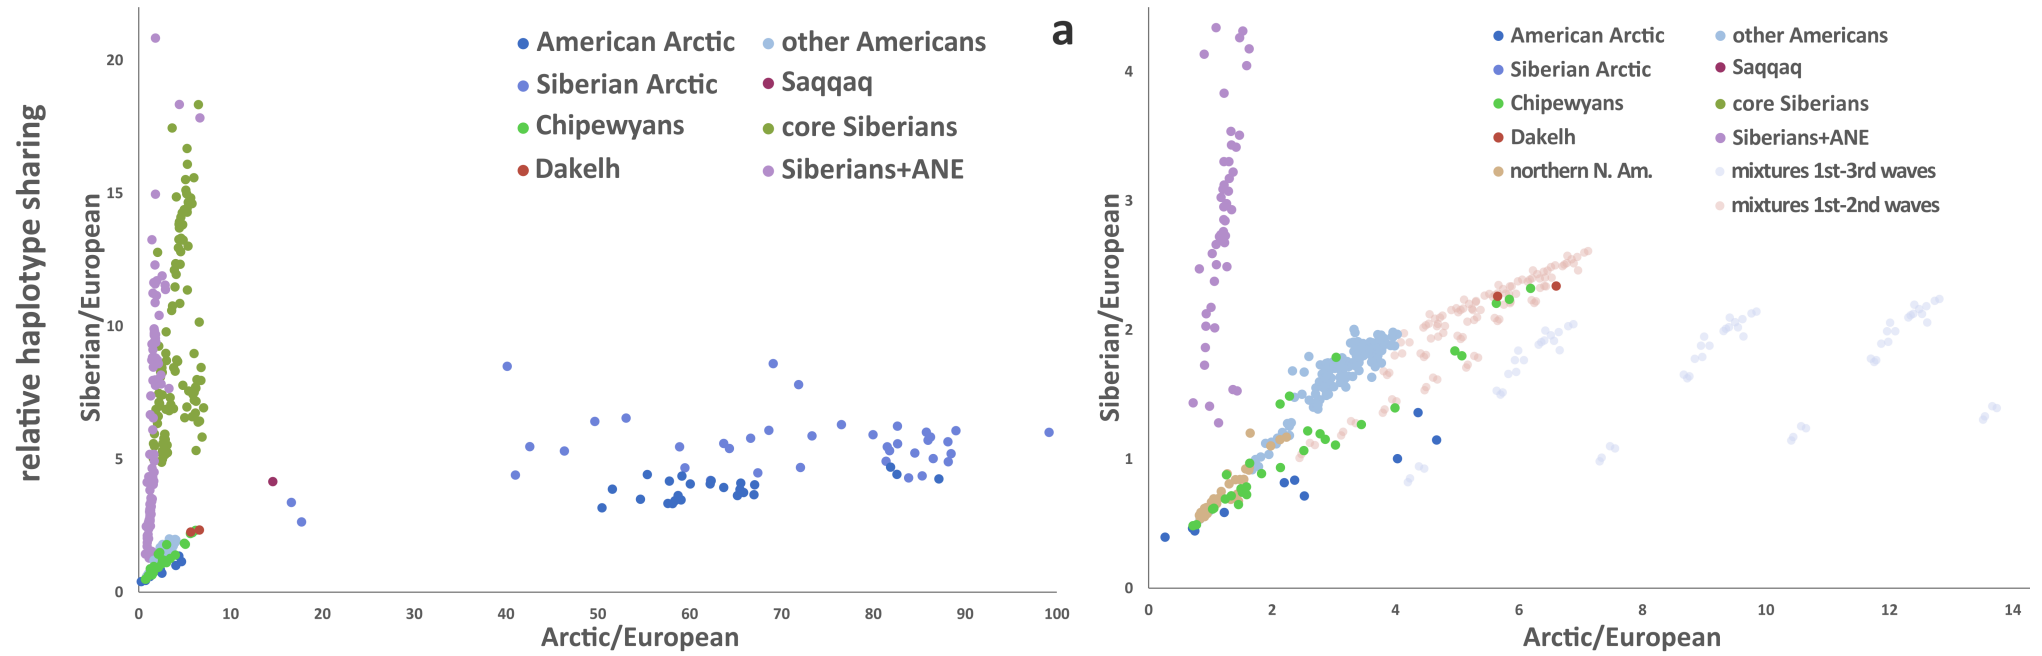 relative haplotype sharing
Siberian/European
20
15
10
5
0
0 10 20 30 40 50 60 70 80 90 100
Arctic/European
American Arctic other Americans
Siberian Arctic Saqqaq
Chipewyans core Siberians
Dakelh Siberians+ANE
a
Siberian/European
4
3
2
1
0
0 2 4 6 8 10 12 14
Arctic/European
American Arctic other Americans
Siberian Arctic Saqqaq
Chipewyans core Siberians
Dakelh Siberians+ANE
northern N. Am. mixtures 1st-3rd waves
mixtures 1st-2nd waves